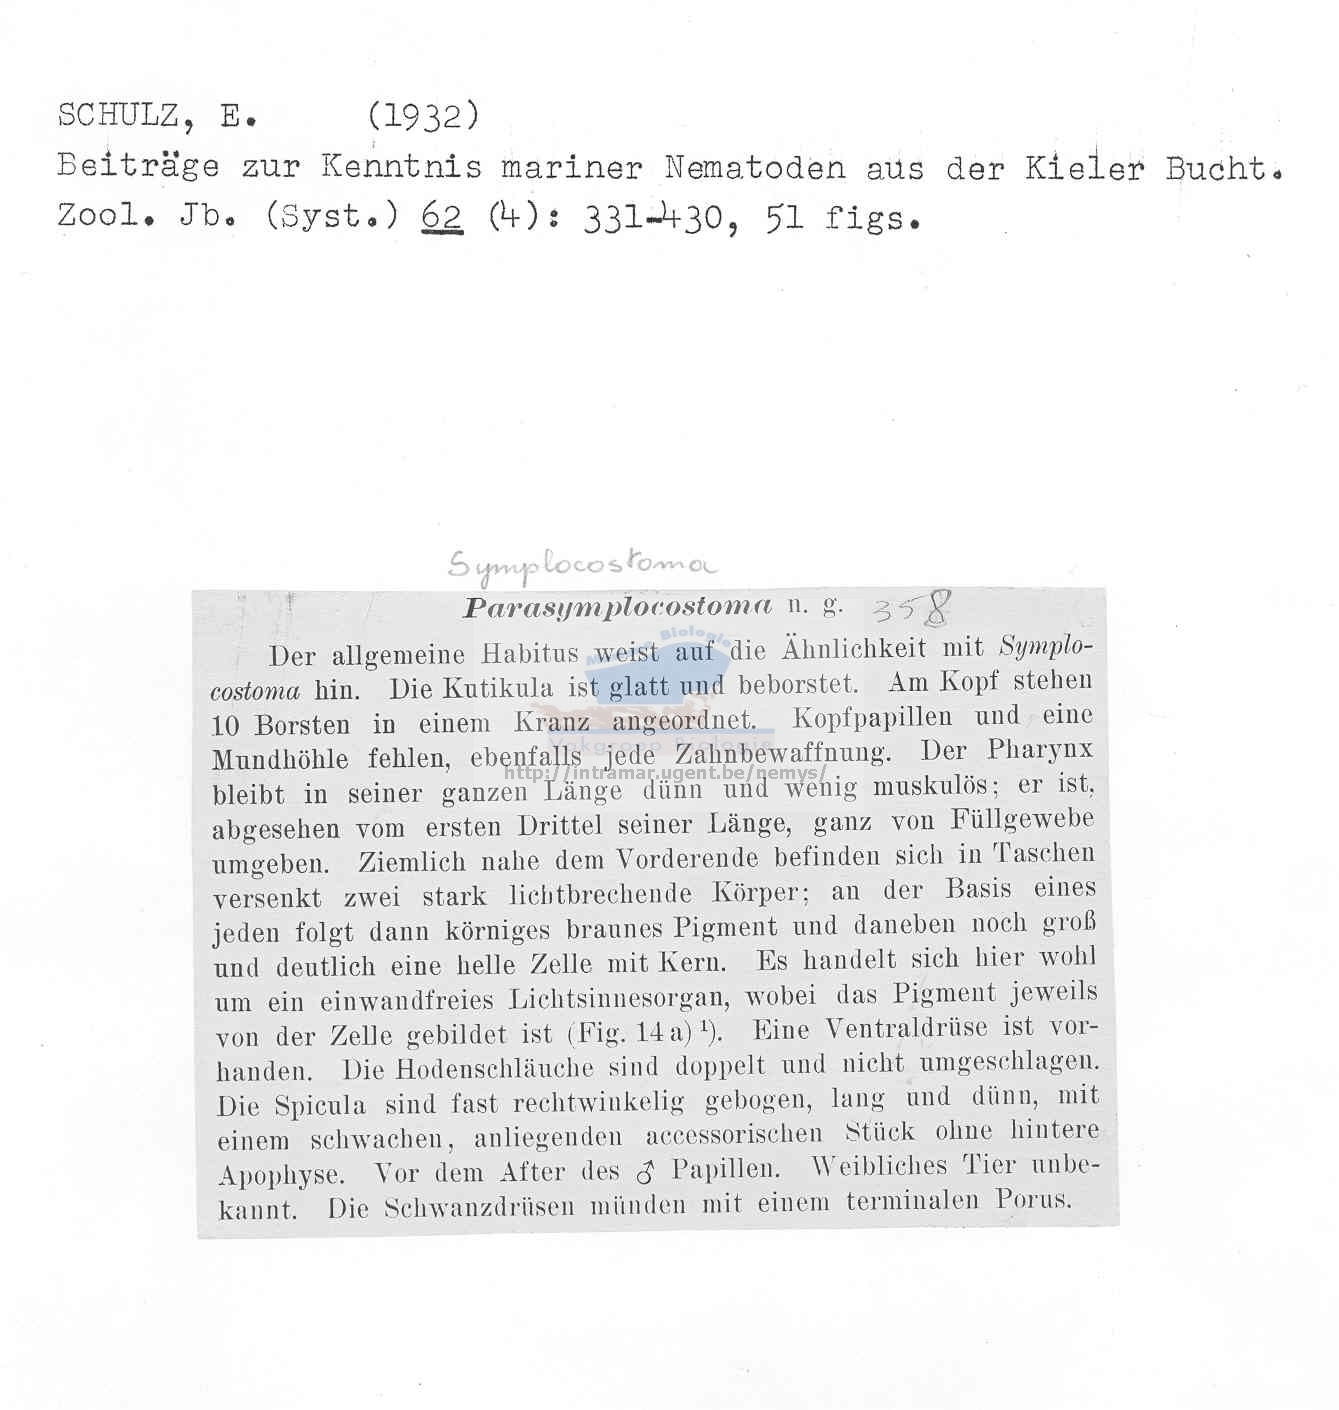 SCHULZ, E. (1932)
Beiträge zur Kenntnis mariner Nematoden aus der Kieler Bucht.
Zool. Jb. (Syst.) 62 (4): 331-430, 51 figs.
Symplocostoma
Parasymplocostoma n. g. 358
Der allgemeine Habitus weist auf die Ähnlichkeit mit Symplo-
costoma hin. Die Kutikula ist glatt und beborstet. Am Kopf stehen
10 Borsten in einem Kranz angeordnet. Kopfpapillen und eine
Mundhöhle fehlen, ebenfalls jede Zahnbewaffnung. Der Pharynx
bleibt in seiner ganzen Länge dünn und wenig muskulös; er ist,
abgesehen vom ersten Drittel seiner Länge, ganz von Füllgewebe
umgeben. Ziemlich nahe dem Vorderende befinden sich in Taschen
versenkt zwei stark lichtbrechende Körper; an der Basis eines
jeden folgt dann körniges braunes Pigment und daneben noch groß
und deutlich eine helle Zelle mit Kern. Es handelt sich hier wohl
um ein einwandfreies Lichtsinnesorgan, wobei das Pigment jeweils
von der Zelle gebildet ist (Fig. 14 a) ¹). Eine Ventraldrüse ist vor-
handen. Die Hodenschläuche sind doppelt und nicht umgeschlagen.
Die Spicula sind fast rechtwinkelig gebogen, lang und dünn, mit
einem schwachen, anliegenden accessorischen Stück ohne hintere
Apophyse. Vor dem After des ♂ Papillen. Weibliches Tier unbe-
kannt. Die Schwanzdrüsen münden mit einem terminalen Porus.
Biologie
Vakgroep Biologie
http://intramar.ugent.be/nemys/